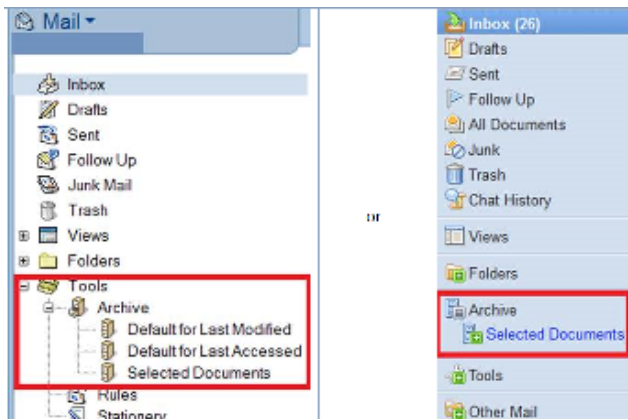 Mail
Inbox
Drafts
Sent
Follow Up
Junk Mail
Trash
Views
Folders
Tools
Archive
Default for Last Modified
Default for Last Accessed
Selected Documents
Rules
Stationery
or
Inbox (26)
Drafts
Sent
Follow Up
All Documents
Junk
Trash
Chat History
Views
Folders
Archive
Selected Documents
Tools
Other Mail